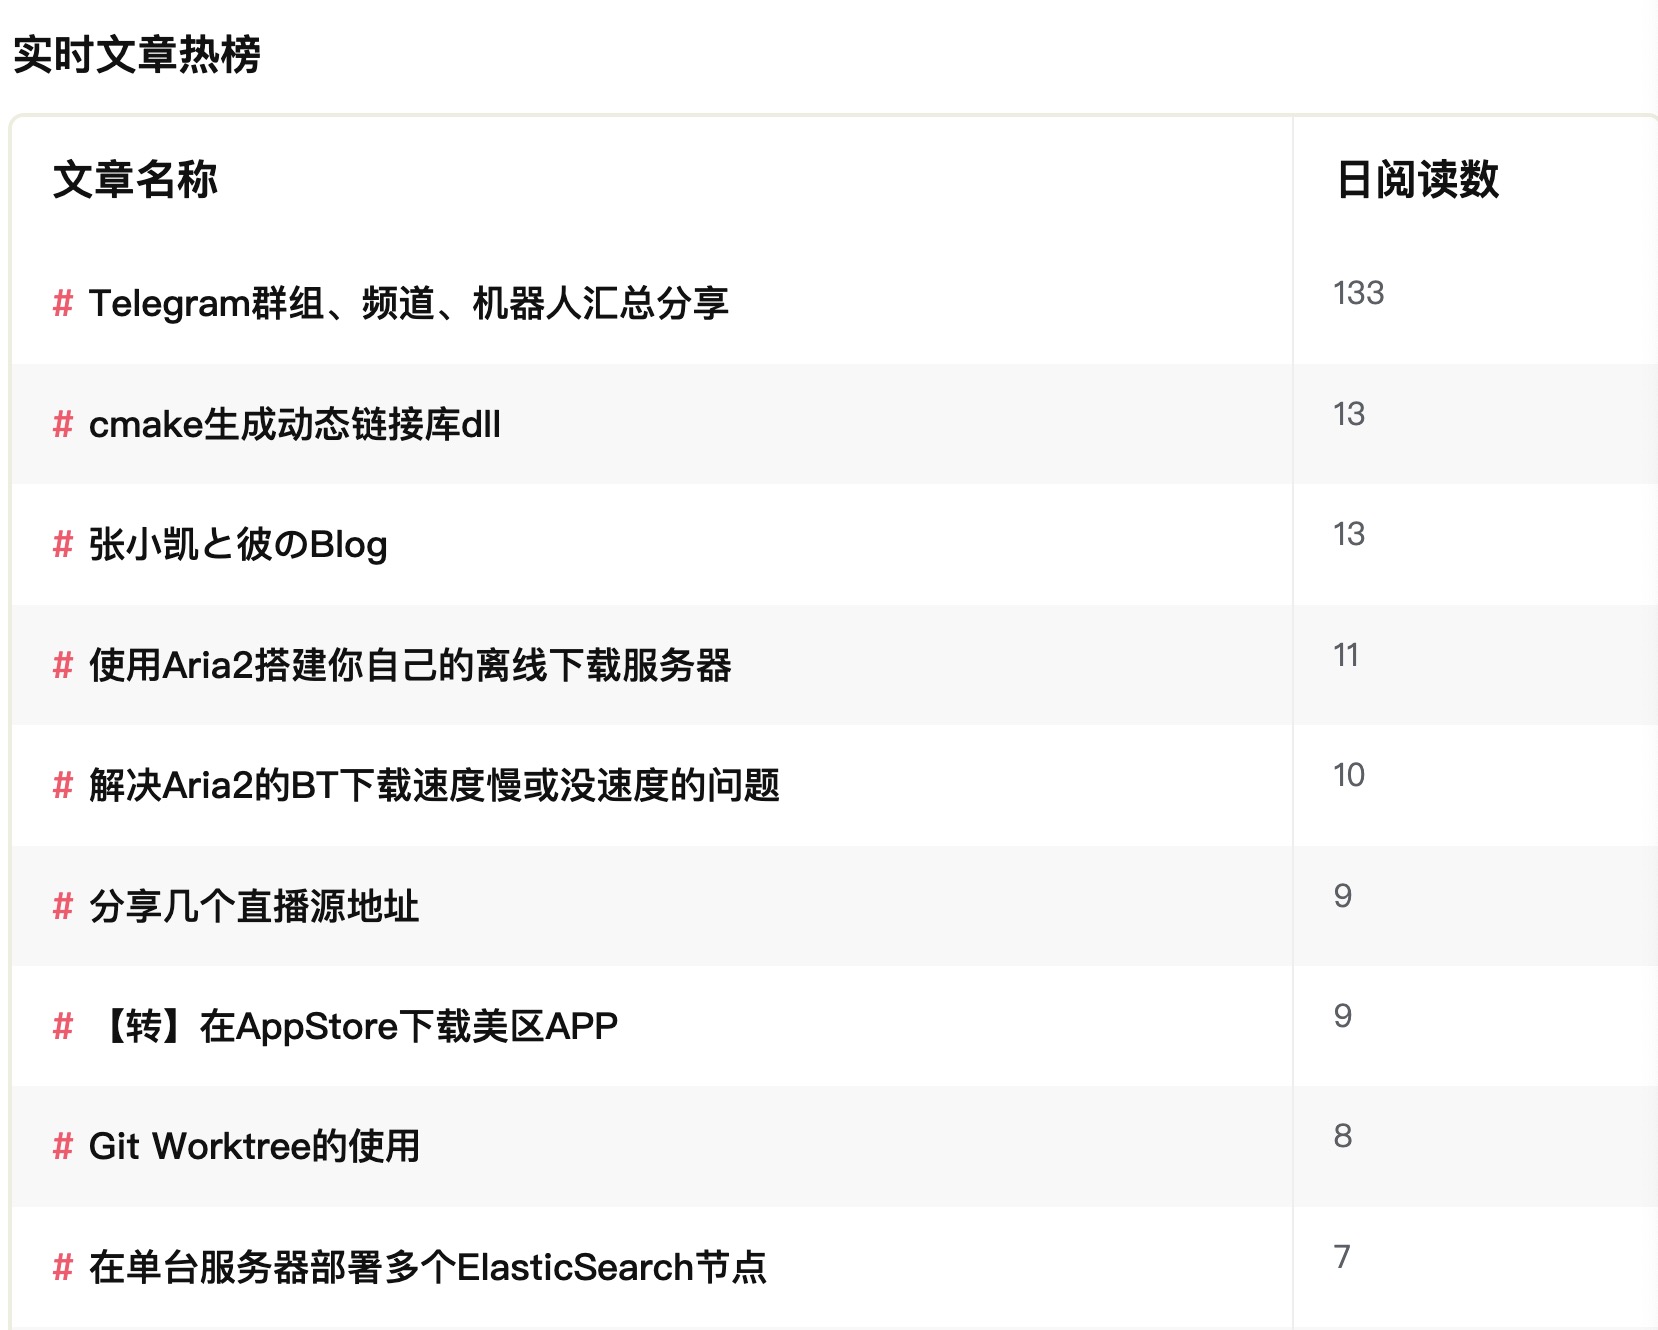 实时文章热榜
文章名称 日阅读数
# Telegram群组、频道、机器人汇总分享 133
# cmake生成动态链接库dll 13
# 张小凯と彼のBlog 13
# 使用Aria2搭建你自己的离线下载服务器 11
# 解决Aria2的BT下载速度慢或没速度的问题 10
# 分享几个直播源地址 9
# 【转】在AppStore下载美区APP 9
# Git Worktree的使用 8
# 在单台服务器部署多个ElasticSearch节点 7